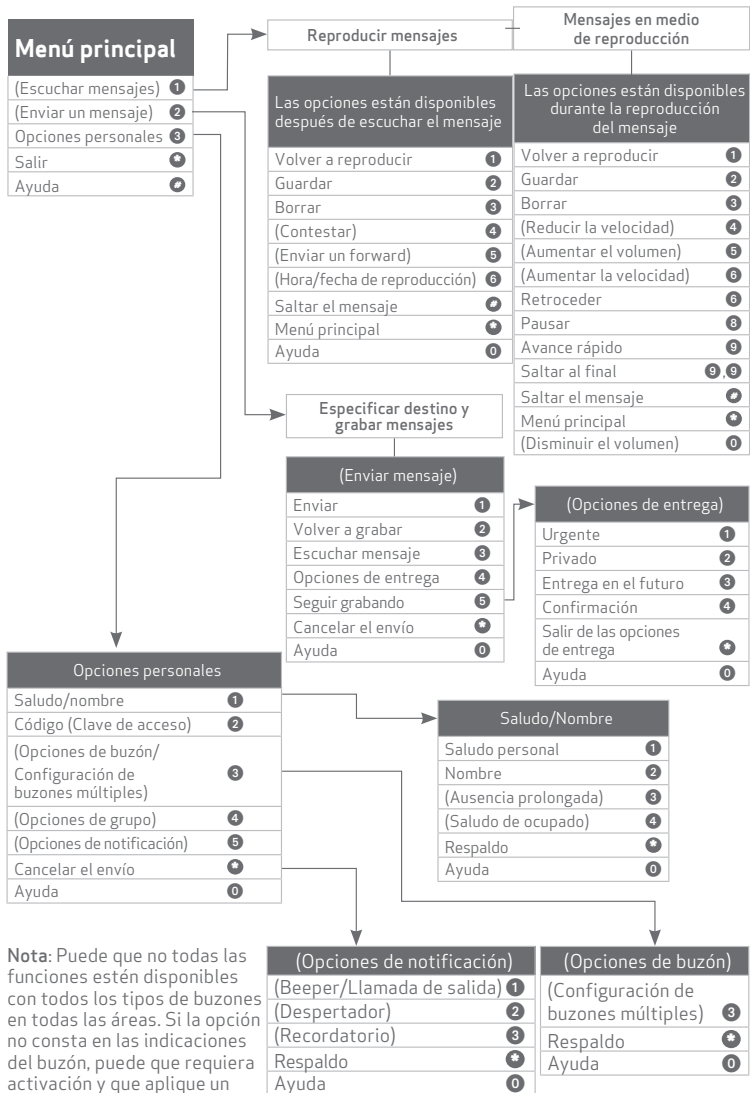 Menú principal
(Escuchar mensajes) 1
(Enviar un mensaje) 2
Opciones personales 3
Salir *
Ayuda #
Reproducir mensajes
Las opciones están disponibles
después de escuchar el mensaje
Volver a reproducir 1
Guardar 2
Borrar 3
(Contestar) 4
(Enviar un forward) 5
(Hora/fecha de reproducción) 6
Saltar el mensaje #
Menú principal *
Ayuda 0
Mensajes en medio
de reproducción
Las opciones están disponibles
durante la reproducción
del mensaje
Volver a reproducir 1
Guardar 2
Borrar 3
(Reducir la velocidad) 4
(Aumentar el volumen) 5
(Aumentar la velocidad) 6
Retroceder 6
Pausar 8
Avance rápido 9
Saltar al final 9,9
Saltar el mensaje #
Menú principal *
(Disminuir el volumen) 0
Especificar destino y
grabar mensajes
(Enviar mensaje)
Enviar 1
Volver a grabar 2
Escuchar mensaje 3
Opciones de entrega 4
Seguir grabando 5
Cancelar el envío *
Ayuda 0
(Opciones de entrega)
Urgente 1
Privado 2
Entrega en el futuro 3
Confirmación 4
Salir de las opciones
de entrega *
Ayuda 0
Opciones personales
Saludo/nombre 1
Código (Clave de acceso) 2
(Opciones de buzón/
Configuración de 3
buzones múltiples)
(Opciones de grupo) 4
(Opciones de notificación) 5
Cancelar el envío *
Ayuda 0
Saludo/Nombre
Saludo personal 1
Nombre 2
(Ausencia prolongada) 3
(Saludo de ocupado) 4
Respaldo *
Ayuda 0
Nota: Puede que no todas las
funciones estén disponibles
con todos los tipos de buzones
en todas las áreas. Si la opción
no consta en las indicaciones
del buzón, puede que requiera
activación y que aplique un
(Opciones de notificación)
(Beeper/Llamada de salida) 1
(Despertador) 2
(Recordatorio) 3
Respaldo *
Ayuda 0
(Opciones de buzón)
(Configuración de
buzones múltiples) 3
Respaldo *
Ayuda 0